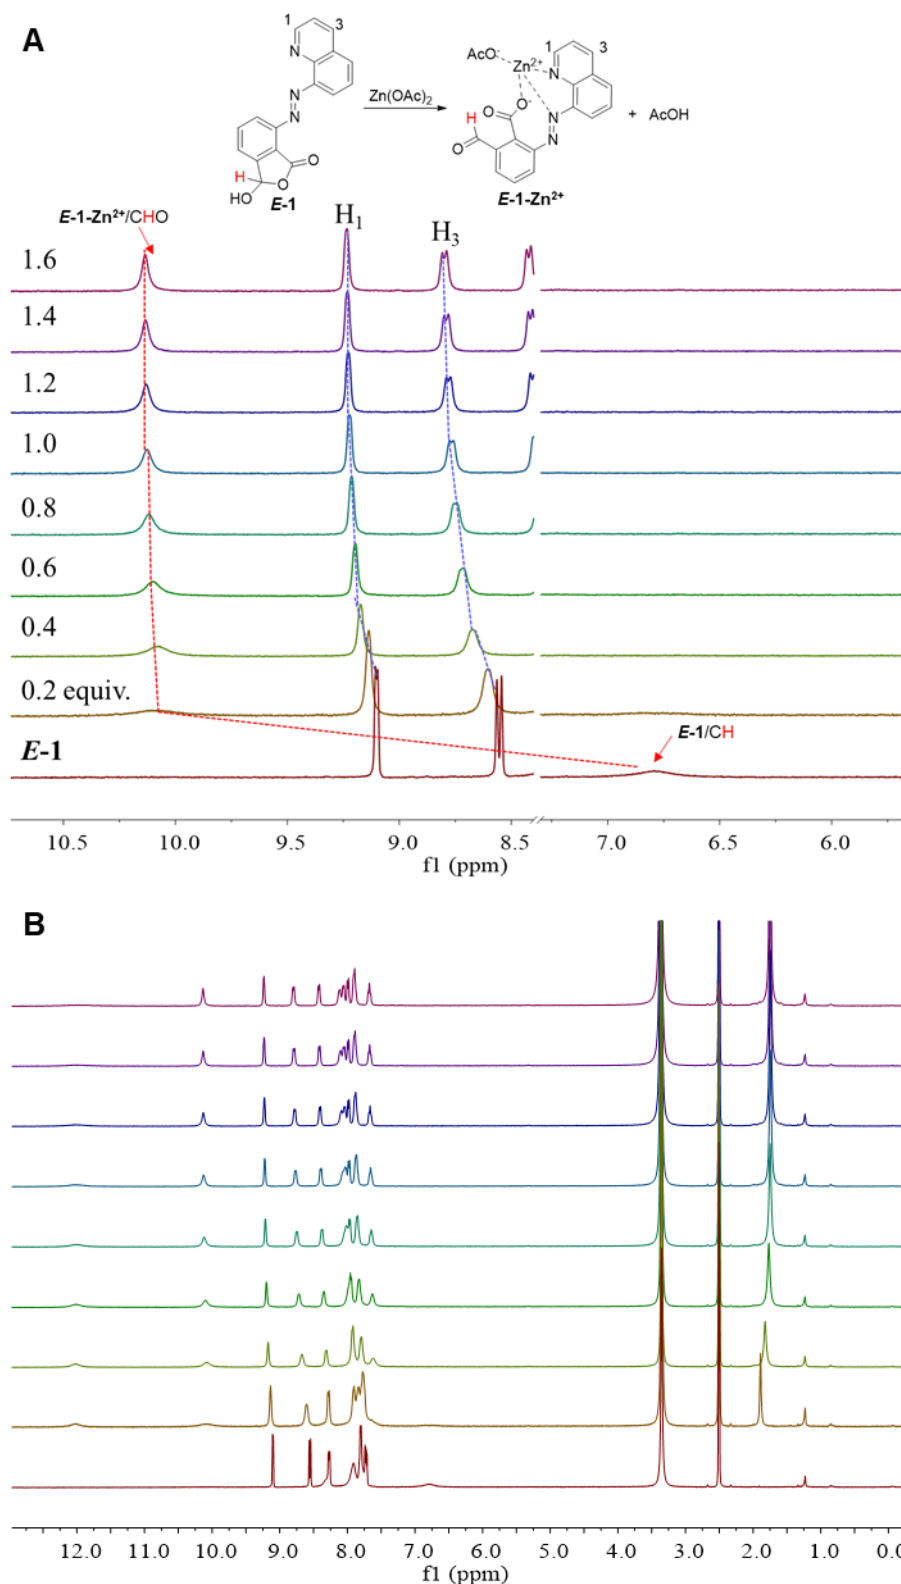 A
1
3
N
N
N
Zn(OAc)₂
H
O
O
HO
E-1
AcO⁻
Zn²⁺
1
3
N
O⁻
O
N
N
H
O
+ AcOH
E-1-Zn²⁺
E-1-Zn²⁺/CHO
H₁
H₃
1.6
1.4
1.2
1.0
0.8
0.6
0.4
0.2 equiv.
E-1
E-1/CH
10.5 10.0 9.5 9.0 8.5 7.0 6.5 6.0
f1 (ppm)
B
12.0 11.0 10.0 9.0 8.0 7.0 6.0 5.0 4.0 3.0 2.0 1.0 0.0
f1 (ppm)